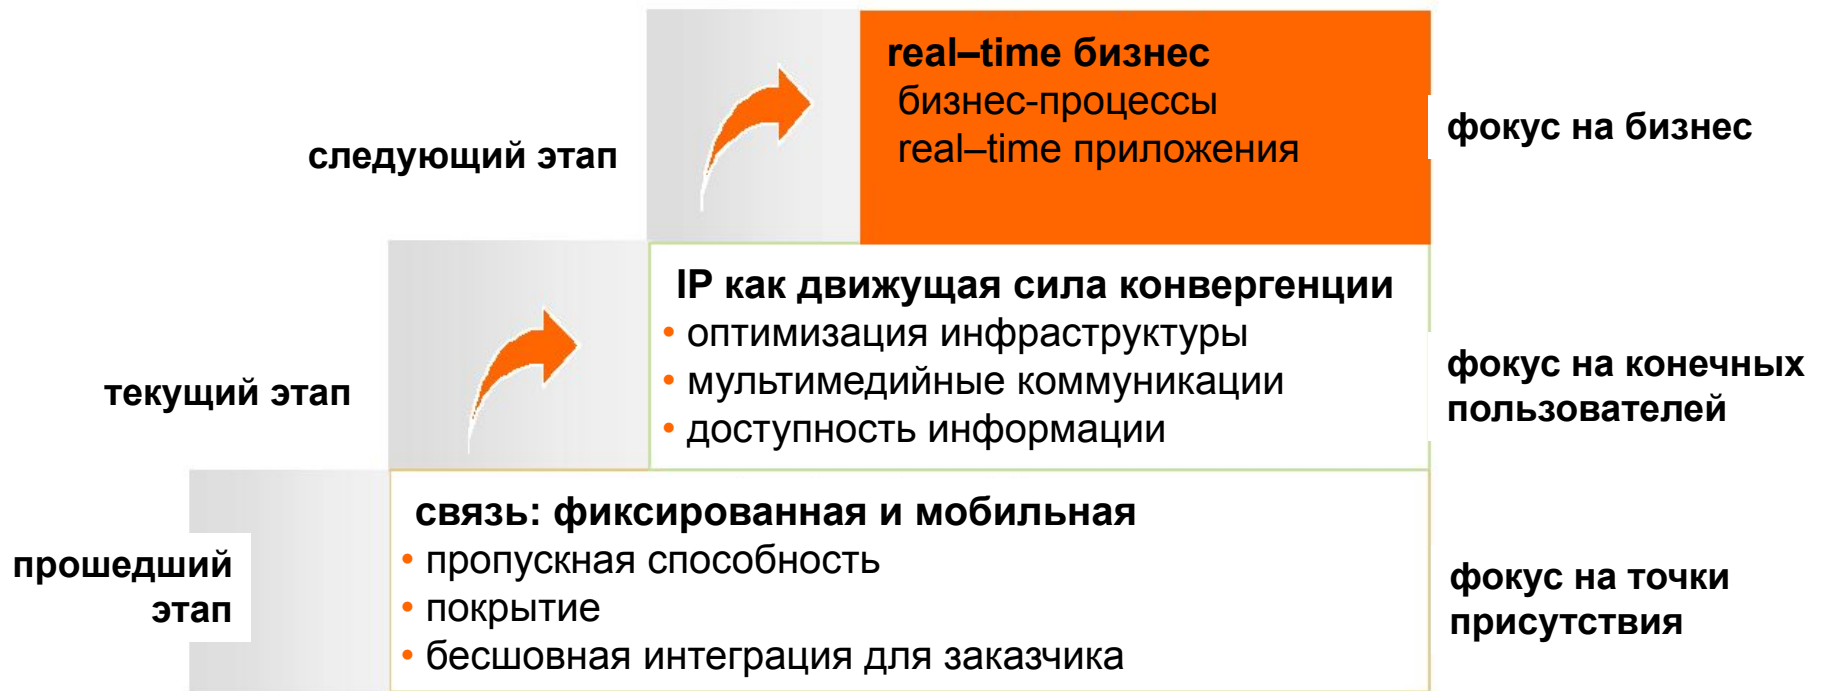 real–time бизнес
бизнес-процессы
real–time приложения
следующий этап
фокус на бизнес
IP как движущая сила конвергенции
• оптимизация инфраструктуры
• мультимедийные коммуникации
• доступность информации
текущий этап
фокус на конечных
пользователей
связь: фиксированная и мобильная
• пропускная способность
• покрытие
• бесшовная интеграция для заказчика
прошедший
этап
фокус на точки
присутствия